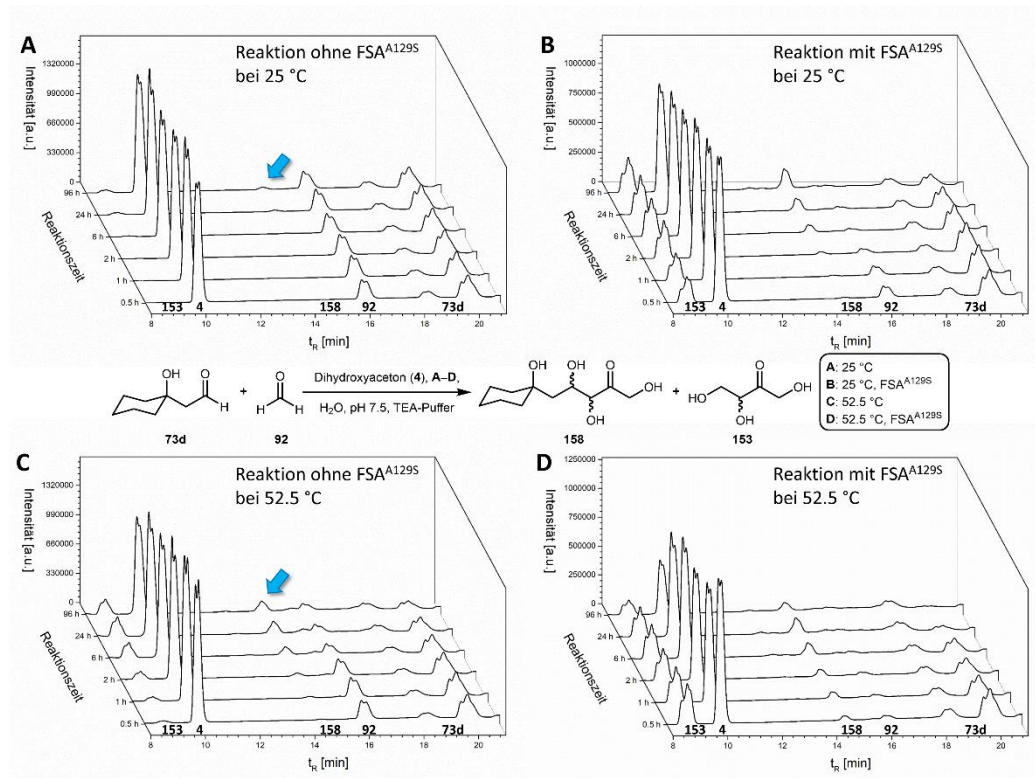 A
Reaktion ohne FSA^A129S
bei 25 °C
Intensität [a.u.]
1320000
990000
660000
330000
0
96 h
24 h
6 h
2 h
1 h
0.5 h
Reaktionszeit
153 4 158 92 73d
8 10 12 14 16 18 20
t_R [min]
B
Reaktion mit FSA^A129S
bei 25 °C
Intensität [a.u.]
1000000
750000
500000
250000
0
96 h
24 h
6 h
2 h
1 h
0.5 h
Reaktionszeit
153 4 158 92 73d
8 10 12 14 16 18 20
t_R [min]
OH O H
73d
+
O H H
92
Dihydroxyaceton (4), A–D,
H2O, pH 7.5, TEA-Puffer
OH OH O OH OH
158
+
HO O OH OH
153
A: 25 °C
B: 25 °C, FSA^A129S
C: 52.5 °C
D: 52.5 °C, FSA^A129S
C
Reaktion ohne FSA^A129S
bei 52.5 °C
Intensität [a.u.]
1320000
990000
660000
330000
0
96 h
24 h
6 h
2 h
1 h
0.5 h
Reaktionszeit
153 4 158 92 73d
8 10 12 14 16 18 20
t_R [min]
D
Reaktion mit FSA^A129S
bei 52.5 °C
Intensität [a.u.]
1250000
1000000
750000
500000
250000
0
96 h
24 h
6 h
2 h
1 h
0.5 h
Reaktionszeit
153 4 158 92 73d
8 10 12 14 16 18 20
t_R [min]